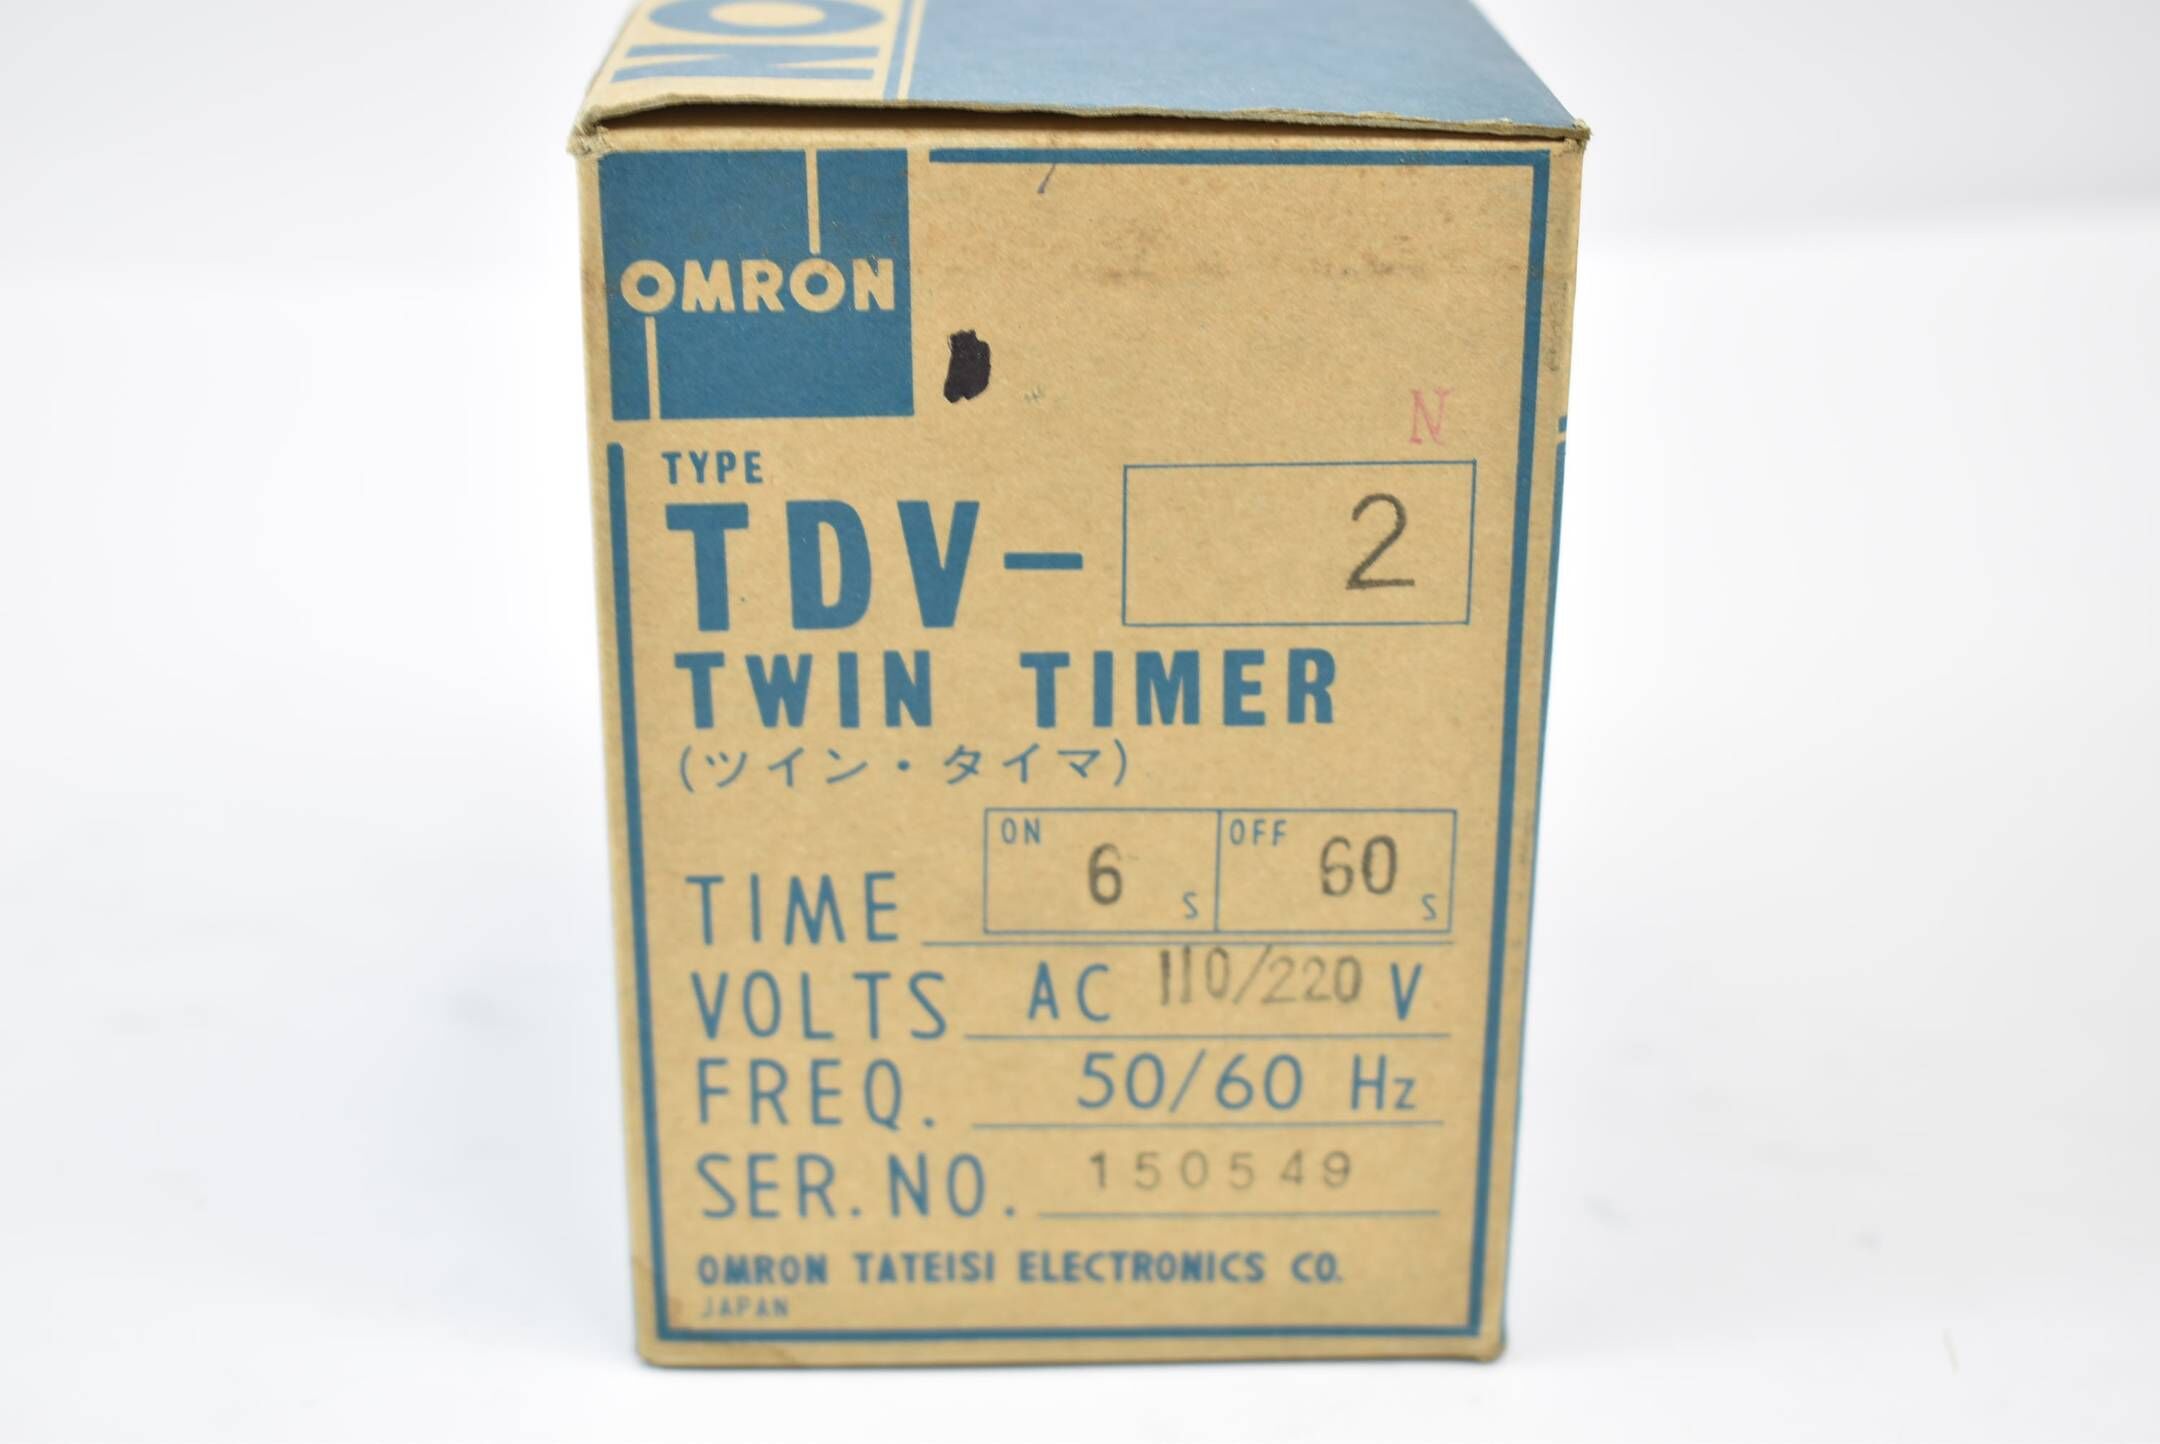 OMRON
N
TYPE
TDV- 2
TWIN TIMER
(ツイン・タイマ)
TIME ON 6 s OFF 60 s
VOLTS AC 110/220 V
FREQ. 50/60 Hz
SER. NO. 150549
OMRON TATEISI ELECTRONICS CO.
JAPAN